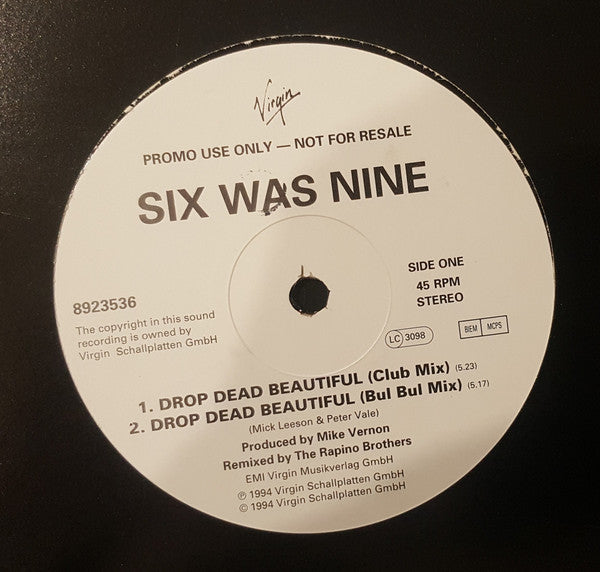 Virgin
PROMO USE ONLY — NOT FOR RESALE
SIX WAS NINE
SIDE ONE
45 RPM
STEREO
8923536
The copyright in this sound
recording is owned by
Virgin Schallplatten GmbH
LC 3098
BIEM MCPS
1. DROP DEAD BEAUTIFUL (Club Mix) (5.23)
2. DROP DEAD BEAUTIFUL (Bul Bul Mix) (5.17)
(Mick Leeson & Peter Vale)
Produced by Mike Vernon
Remixed by The Rapino Brothers
EMI Virgin Musikverlag GmbH
℗ 1994 Virgin Schallplatten GmbH
© 1994 Virgin Schallplatten GmbH